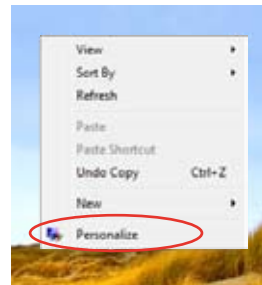 View
Sort By
Refresh
Paste
Paste Shortcut
Undo Copy Ctrl+Z
New
Personalize